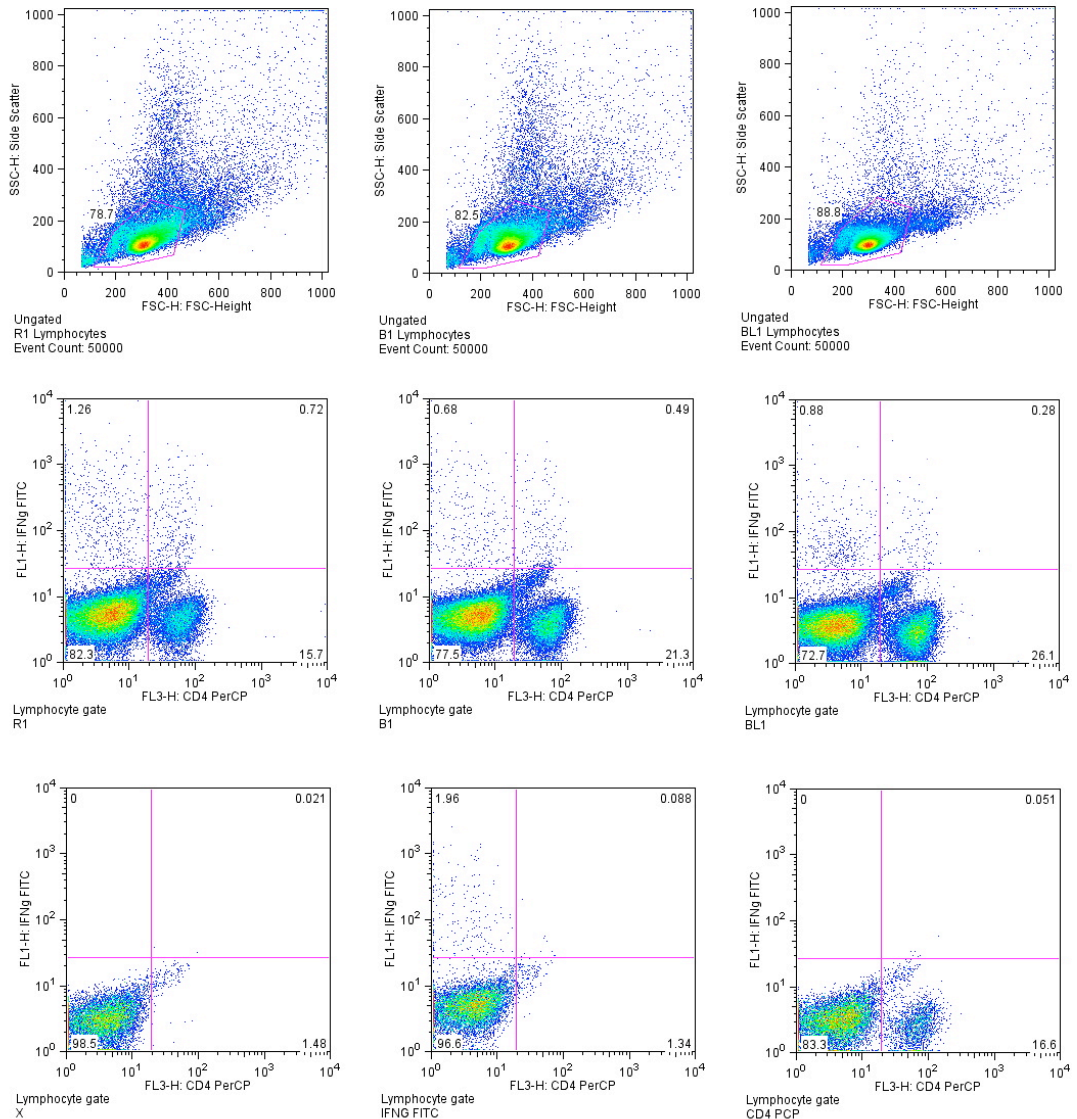 SSC-H: Side Scatter
1000
800
600
400
200
0
78.7
0 200 400 600 800 1000
FSC-H: FSC-Height
Ungated
R1 Lymphocytes
Event Count: 50000
SSC-H: Side Scatter
1000
800
600
400
200
0
82.5
0 200 400 600 800 1000
FSC-H: FSC-Height
Ungated
B1 Lymphocytes
Event Count: 50000
SSC-H: Side Scatter
1000
800
600
400
200
0
88.8
0 200 400 600 800 1000
FSC-H: FSC-Height
Ungated
BL1 Lymphocytes
Event Count: 50000
FL1-H: IFNg FITC
10⁴
10³
10²
10¹
10⁰
1.26 0.72
82.3 15.7
10⁰ 10¹ 10² 10³ 10⁴
FL3-H: CD4 PerCP
Lymphocyte gate
R1
FL1-H: IFNg FITC
10⁴
10³
10²
10¹
10⁰
0.68 0.49
77.5 21.3
10⁰ 10¹ 10² 10³ 10⁴
FL3-H: CD4 PerCP
Lymphocyte gate
B1
FL1-H: IFNg FITC
10⁴
10³
10²
10¹
10⁰
0.88 0.28
72.7 26.1
10⁰ 10¹ 10² 10³ 10⁴
FL3-H: CD4 PerCP
Lymphocyte gate
BL1
FL1-H: IFNg FITC
10⁴
10³
10²
10¹
10⁰
0 0.021
98.5 1.48
10⁰ 10¹ 10² 10³ 10⁴
FL3-H: CD4 PerCP
Lymphocyte gate
X
FL1-H: IFNg FITC
10⁴
10³
10²
10¹
10⁰
1.96 0.088
96.6 1.34
10⁰ 10¹ 10² 10³ 10⁴
FL3-H: CD4 PerCP
Lymphocyte gate
IFNG FITC
FL1-H: IFNg FITC
10⁴
10³
10²
10¹
10⁰
0 0.051
83.3 16.6
10⁰ 10¹ 10² 10³ 10⁴
FL3-H: CD4 PerCP
Lymphocyte gate
CD4 PCP